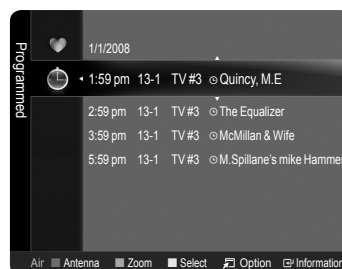 Programmed
1/1/2008
1:59 pm 13-1 TV #3 Quincy, M.E
2:59 pm 13-1 TV #3 The Equalizer
3:59 pm 13-1 TV #3 McMillan & Wife
5:59 pm 13-1 TV #3 M.Spillane's mike Hammer
Air Antenna Zoom Select Option Information